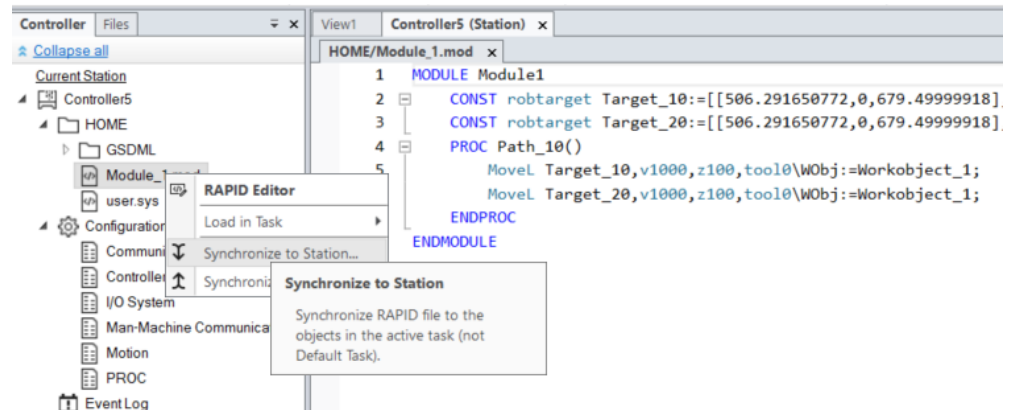 Controller Files
Collapse all
Current Station
Controller5
HOME
GSDML
Module_1.mod
user.sys
Configuration
Communi
Controller
I/O System
Man-Machine Communica
Motion
PROC
Event Log
RAPID Editor
Load in Task
Synchronize to Station...
Synchroniz
Synchronize to Station
Synchronize RAPID file to the
objects in the active task (not
Default Task).
View1 Controller5 (Station) x
HOME/Module_1.mod x
1 MODULE Module1
2 CONST robtarget Target_10:=[[506.291650772,0,679.49999918],
3 CONST robtarget Target_20:=[[506.291650772,0,679.49999918],
4 PROC Path_10()
5 MoveL Target_10,v1000,z100,tool0\WObj:=Workobject_1;
MoveL Target_20,v1000,z100,tool0\WObj:=Workobject_1;
ENDPROC
ENDMODULE